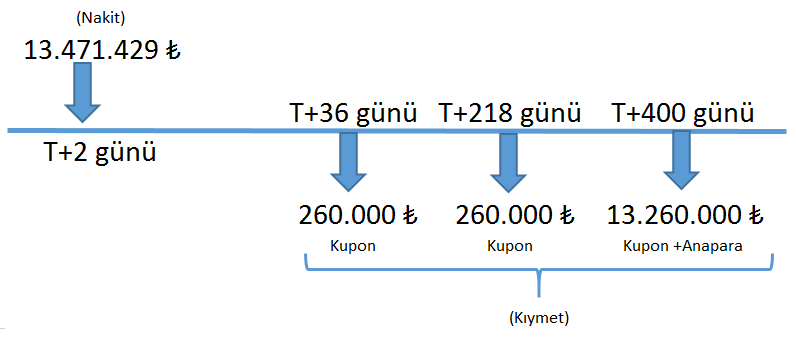 (Nakit)
13.471.429 ₺
T+36 günü T+218 günü T+400 günü
T+2 günü
260.000 ₺ 260.000 ₺ 13.260.000 ₺
Kupon Kupon Kupon +Anapara
(Kıymet)